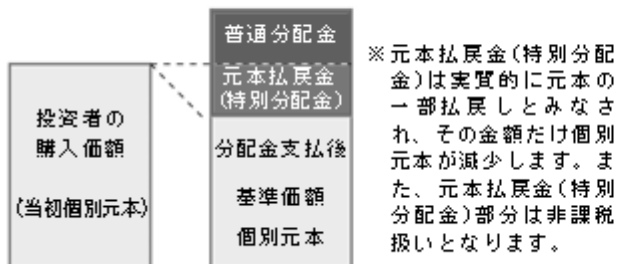 普通分配金
元本払戻金
(特別分配金)
投資者の
購入価額
(当初個別元本)
分配金支払後
基準価額
個別元本
※元本払戻金(特別分配
金)は実質的に元本の
一部払戻しとみなさ
れ、その金額だけ個別
元本が減少します。ま
た、元本払戻金(特別
分配金)部分は非課税
扱いとなります。